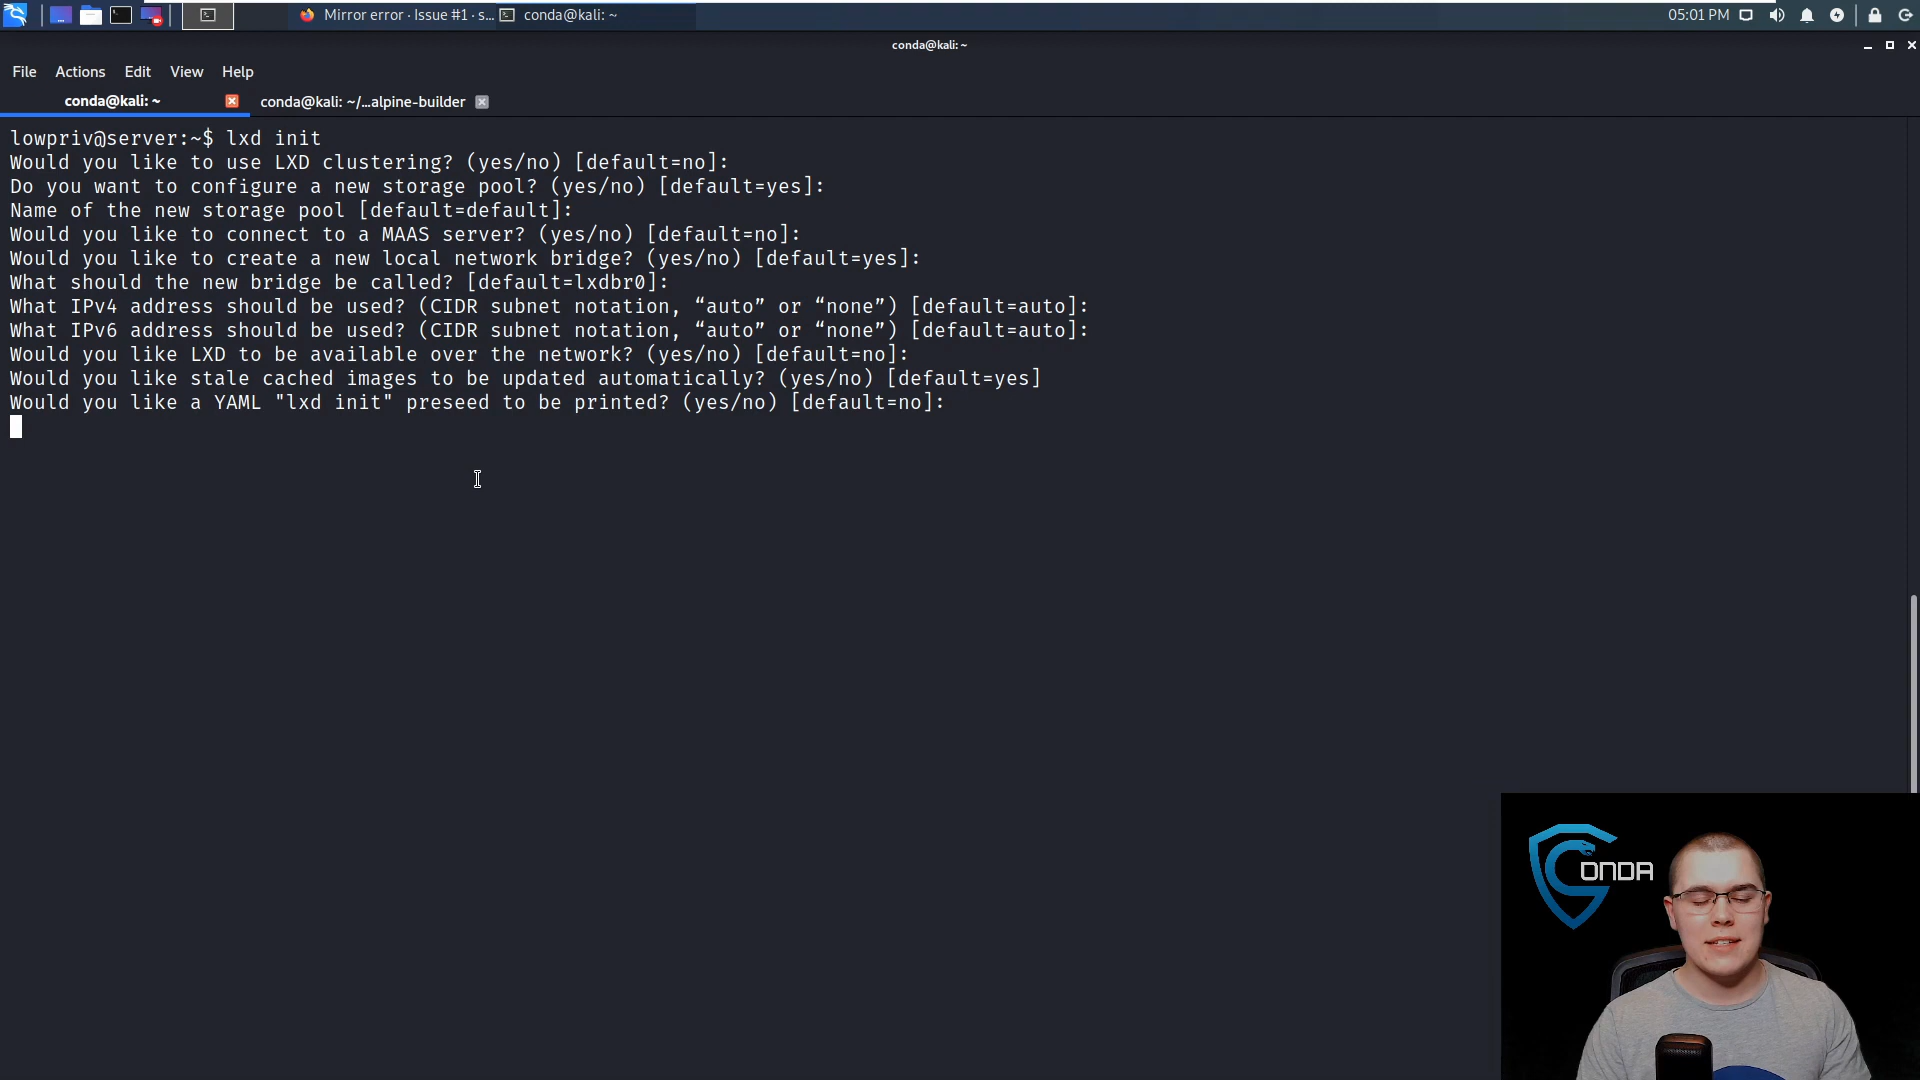 Mirror error · Issue #1 · s...
conda@kali: ~
05:01 PM
conda@kali: ~
File Actions Edit View Help
conda@kali: ~
conda@kali: ~/...alpine-builder
lowpriv@server:~$ lxd init
Would you like to use LXD clustering? (yes/no) [default=no]:
Do you want to configure a new storage pool? (yes/no) [default=yes]:
Name of the new storage pool [default=default]:
Would you like to connect to a MAAS server? (yes/no) [default=no]:
Would you like to create a new local network bridge? (yes/no) [default=yes]:
What should the new bridge be called? [default=lxdbr0]:
What IPv4 address should be used? (CIDR subnet notation, “auto” or “none”) [default=auto]:
What IPv6 address should be used? (CIDR subnet notation, “auto” or “none”) [default=auto]:
Would you like LXD to be available over the network? (yes/no) [default=no]:
Would you like stale cached images to be updated automatically? (yes/no) [default=yes]
Would you like a YAML "lxd init" preseed to be printed? (yes/no) [default=no]:
CONDA